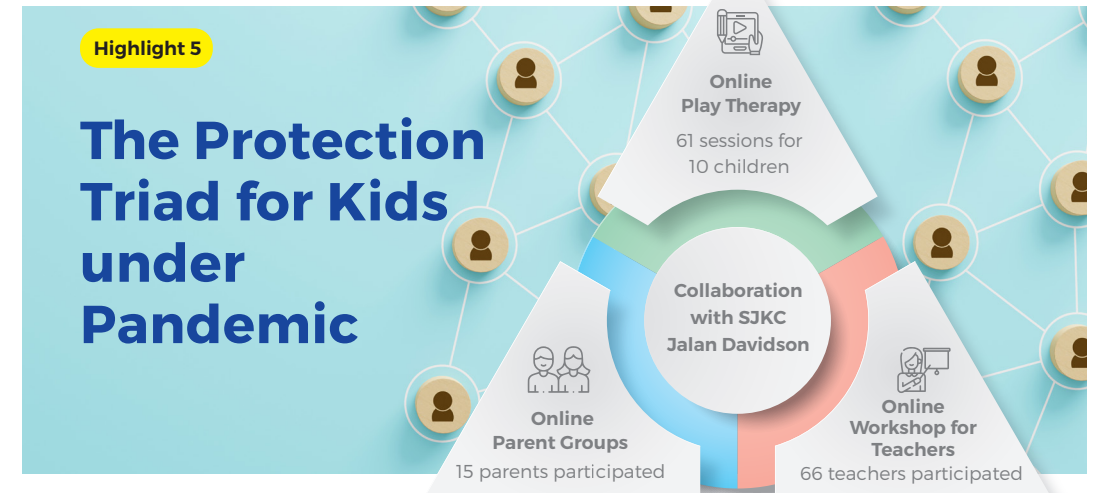 Highlight 5
The Protection
Triad for Kids
under
Pandemic
Online
Play Therapy
61 sessions for
10 children
Collaboration
with SJKC
Jalan Davidson
Online
Parent Groups
15 parents participated
Online
Workshop for
Teachers
66 teachers participated